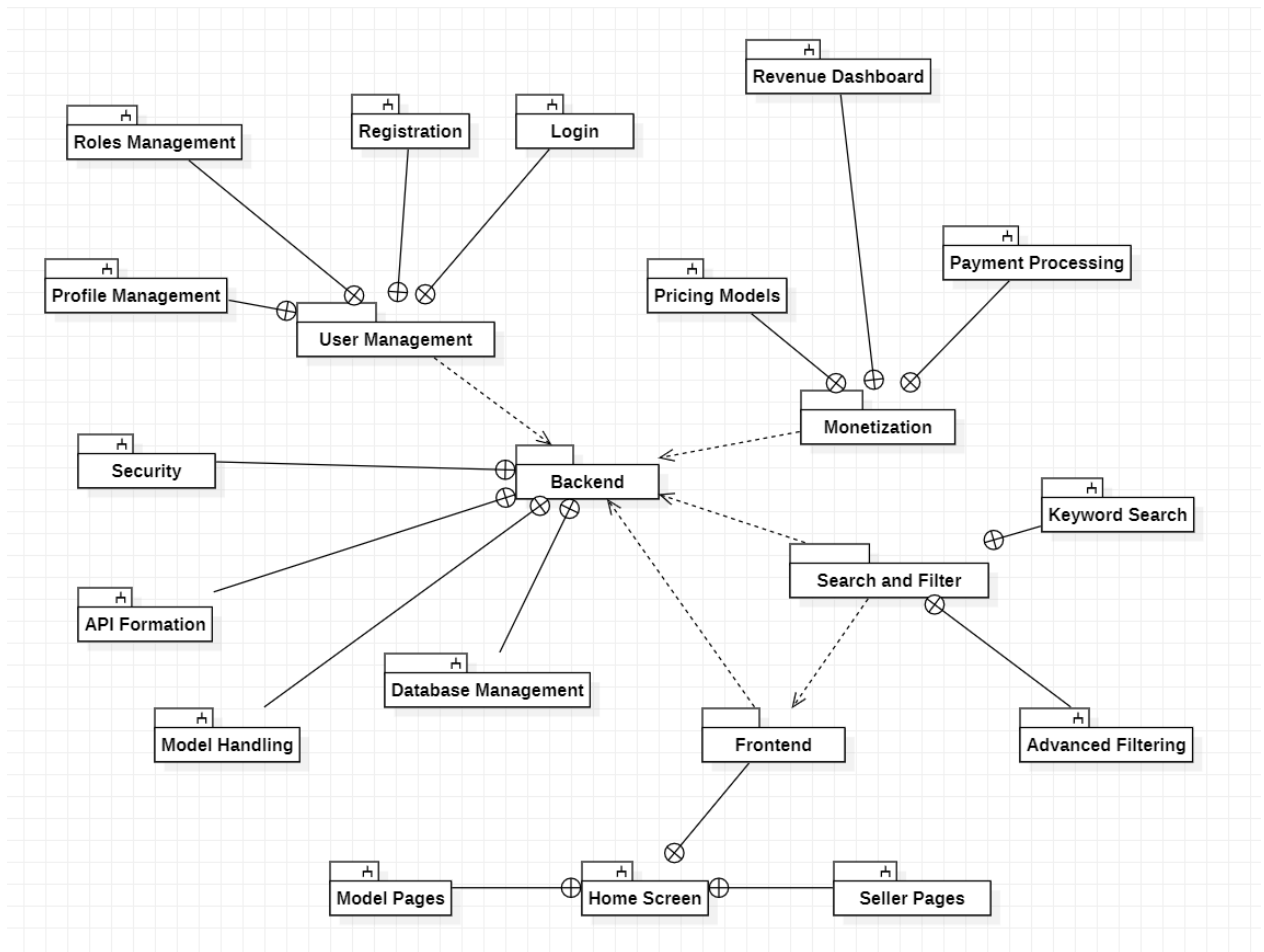 Revenue Dashboard
Roles Management
Registration
Login
Profile Management
Pricing Models
Payment Processing
User Management
Monetization
Security
Backend
Keyword Search
Search and Filter
API Formation
Database Management
Model Handling
Frontend
Advanced Filtering
Model Pages
Home Screen
Seller Pages